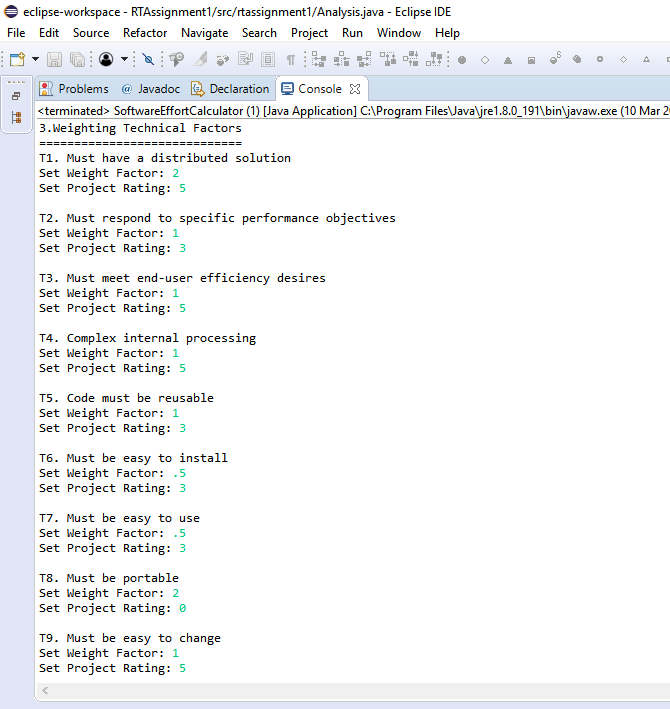 eclipse-workspace - RTAssignment1/src/rtassignment1/Analysis.java - Eclipse IDE
File Edit Source Refactor Navigate Search Project Run Window Help
Problems @ Javadoc Declaration Console
<terminated> SoftwareEffortCalculator (1) [Java Application] C:\Program Files\Java\jre1.8.0_191\bin\javaw.exe (10 Mar 2
3.Weighting Technical Factors
=============================
T1. Must have a distributed solution
Set Weight Factor: 2
Set Project Rating: 5
T2. Must respond to specific performance objectives
Set Weight Factor: 1
Set Project Rating: 3
T3. Must meet end-user efficiency desires
Set Weight Factor: 1
Set Project Rating: 5
T4. Complex internal processing
Set Weight Factor: 1
Set Project Rating: 5
T5. Code must be reusable
Set Weight Factor: 1
Set Project Rating: 3
T6. Must be easy to install
Set Weight Factor: .5
Set Project Rating: 3
T7. Must be easy to use
Set Weight Factor: .5
Set Project Rating: 3
T8. Must be portable
Set Weight Factor: 2
Set Project Rating: 0
T9. Must be easy to change
Set Weight Factor: 1
Set Project Rating: 5